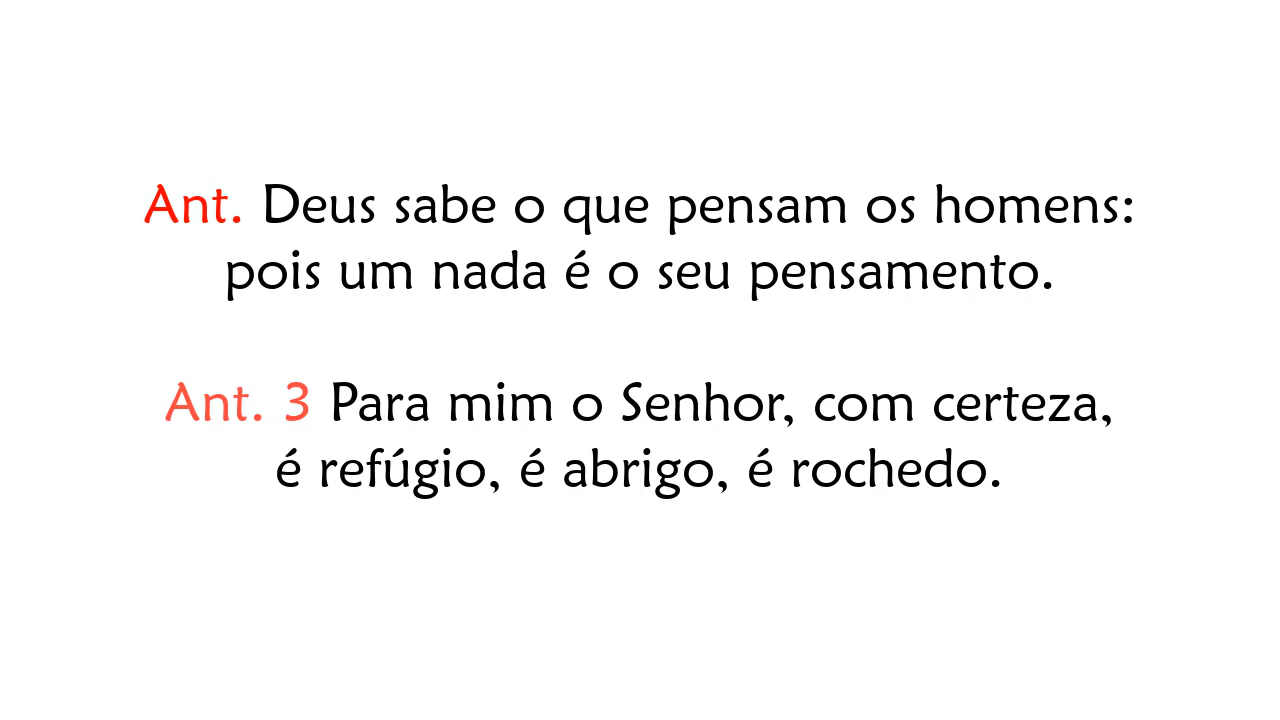 Ant. Deus sabe o que pensam os homens:
pois um nada é o seu pensamento.
Ant. 3 Para mim o Senhor, com certeza,
é refúgio, é abrigo, é rochedo.